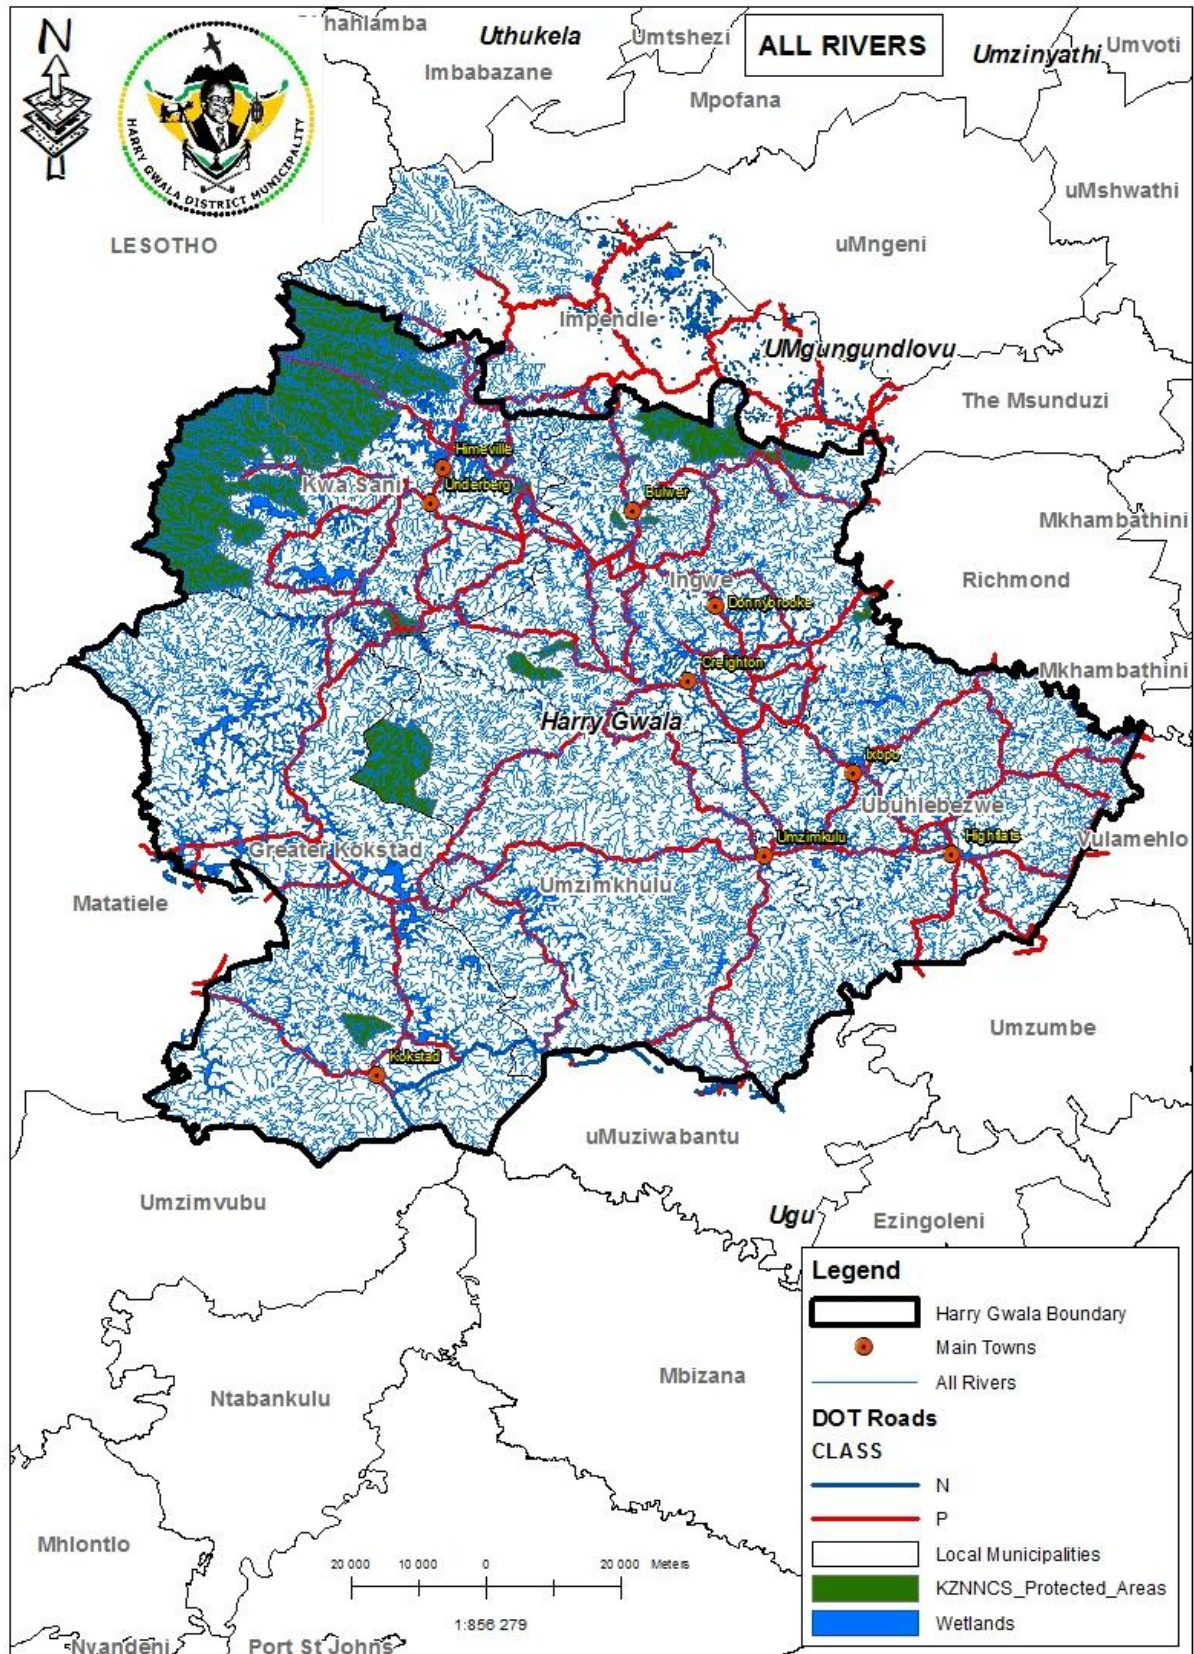 N
HARRY GWALA DISTRICT MUNICIPALITY
hahlamba
Uthukela
Umtshezi
ALL RIVERS
Umzinyathi
Umvoti
Imbabazane
Mpofana
uMshwathi
LESOTHO
uMngeni
Impendle
UMgungundlovu
The Msunduzi
Himeville
Kwa Sani
Underberg
Bulwer
Mkhambathini
Ingwe
Richmond
Donnybrooke
Creighton
Mkhambathini
Harry Gwala
Ixopo
Ubuhlebezwe
Umzimkulu
Highflats
Vulamehlo
Greater Kokstad
Umzimkhulu
Matatiele
Umzumbe
Kokstad
uMuziwabantu
Umzimvubu
Ugu
Ezingoleni
Ntabankulu
Mbizana
Mhlontlo
Nyandeni
Port St Johns
Legend
Harry Gwala Boundary
Main Towns
All Rivers
DOT Roads
CLASS
N
P
Local Municipalities
KZNNCS_Protected_Areas
Wetlands
20 000 10 000 0 20 000 Meters
1:856 279